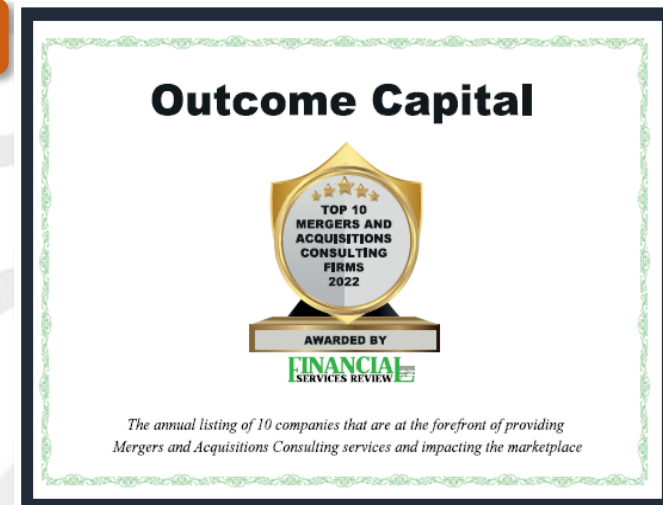 Outcome Capital
TOP 10
MERGERS AND
ACQUISITIONS
CONSULTING
FIRMS
2022
AWARDED BY
FINANCIAL
SERVICES REVIEW
The annual listing of 10 companies that are at the forefront of providing
Mergers and Acquisitions Consulting services and impacting the marketplace